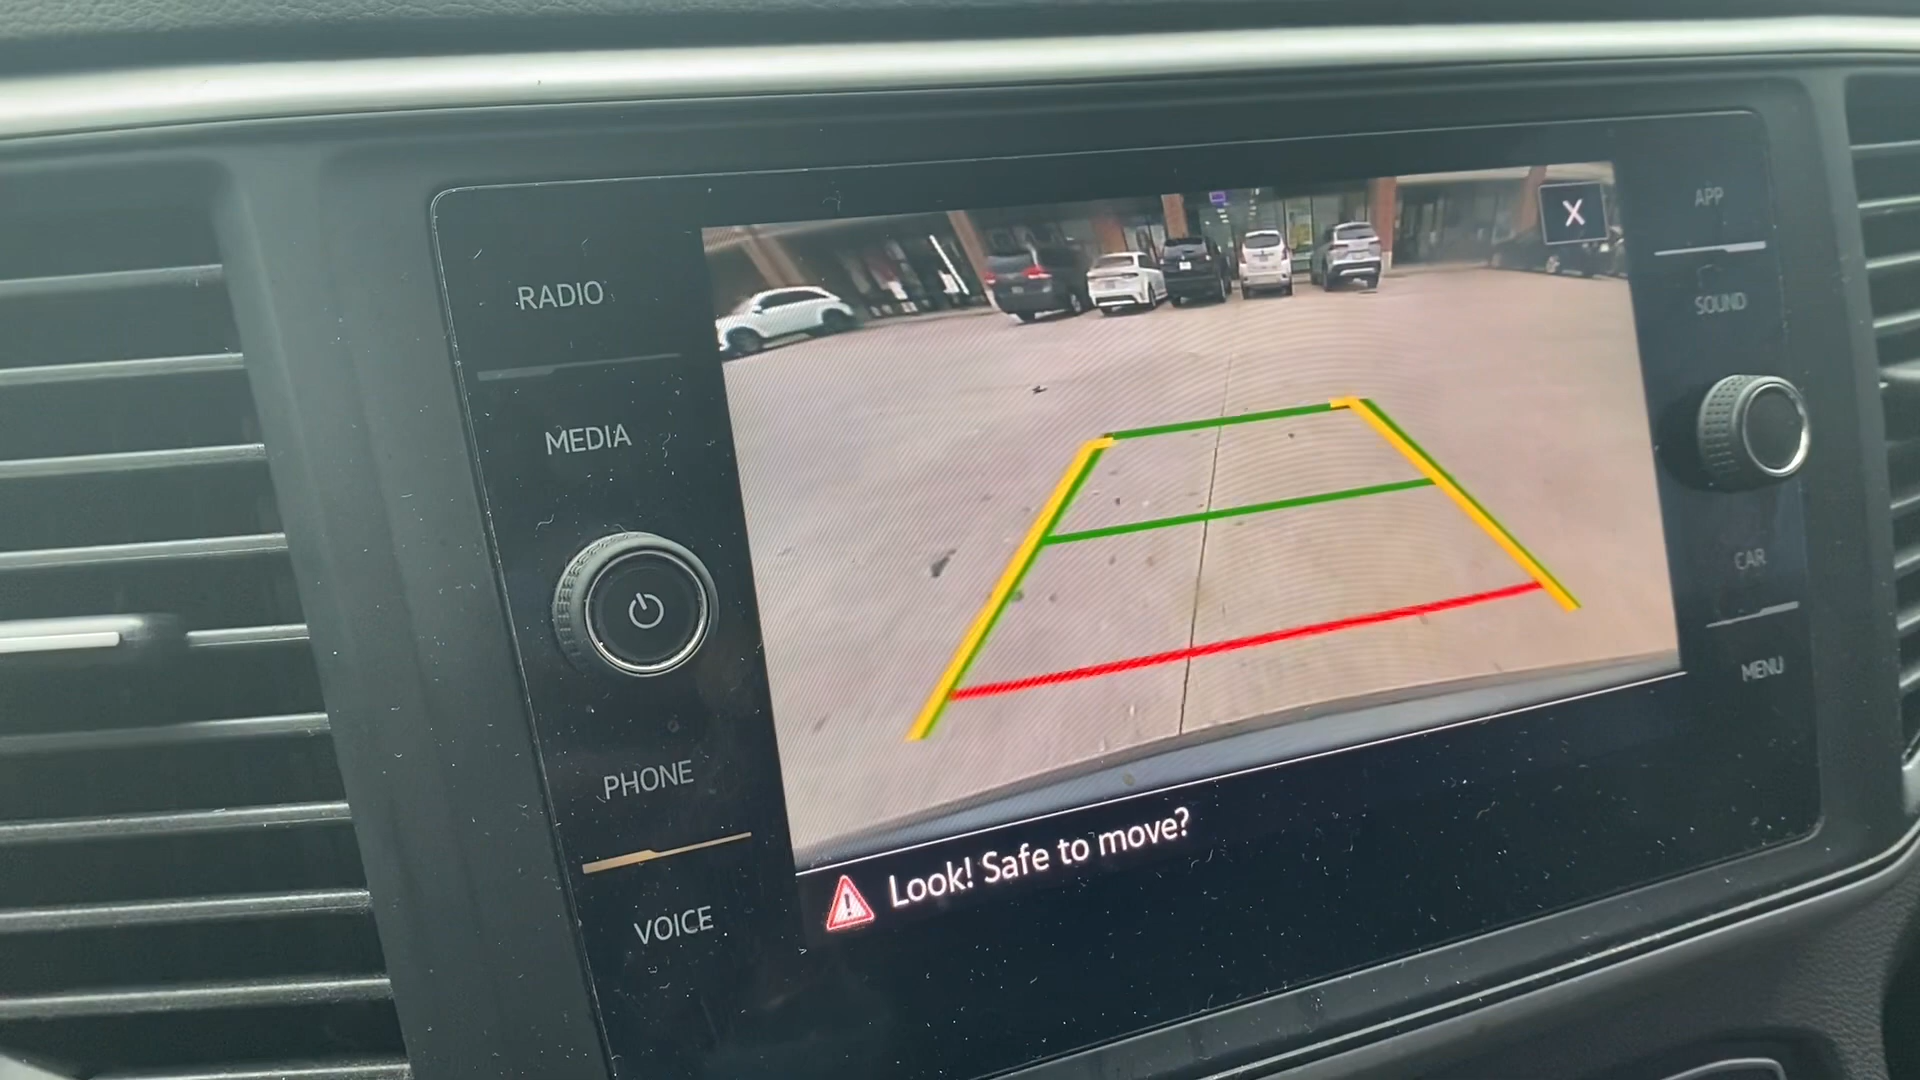 RADIO
MEDIA
PHONE
VOICE
X
Look! Safe to move?
APP
SOUND
CAR
MENU